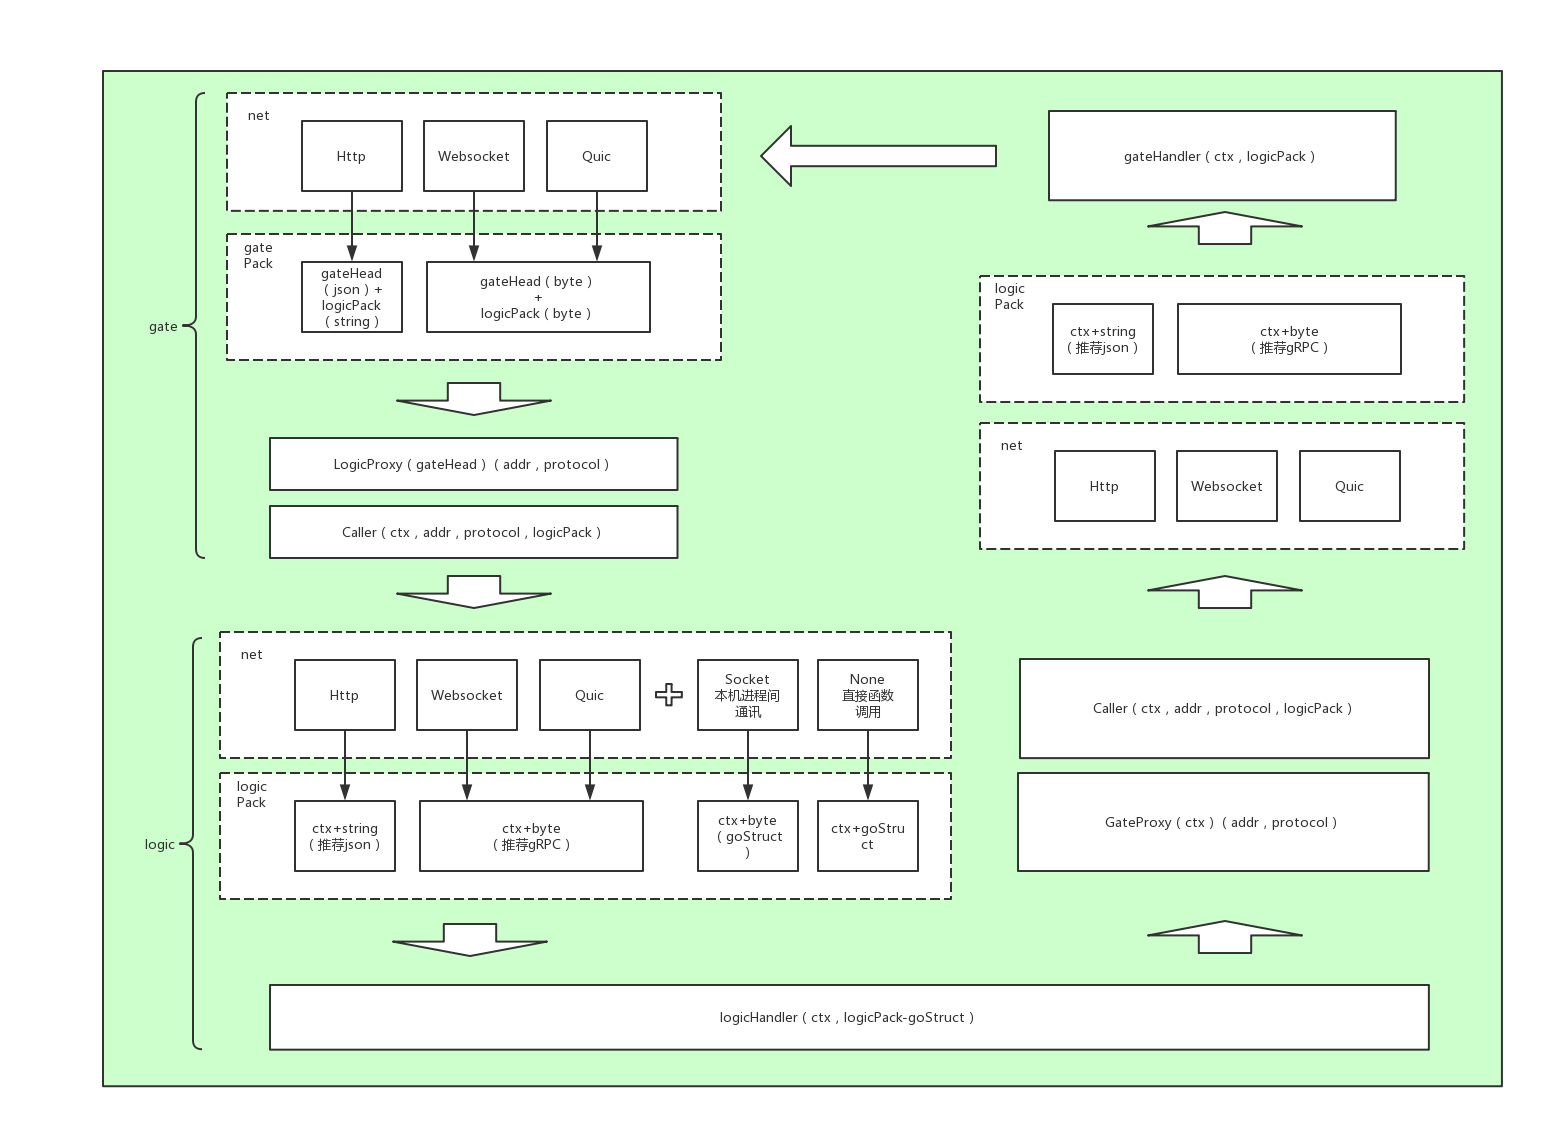 gate
net
Http
Websocket
Quic
gate
Pack
gateHead
（json）+
logicPack
（string）
gateHead（byte）
+
logicPack（byte）
LogicProxy（gateHead）（addr，protocol）
Caller（ctx，addr，protocol，logicPack）
logic
net
Http
Websocket
Quic
Socket
本机进程间
通讯
None
直接函数
调用
logic
Pack
ctx+string
（推荐json）
ctx+byte
（推荐gRPC）
ctx+byte
（goStruct
）
ctx+goStru
ct
logicHandler（ctx，logicPack-goStruct）
gateHandler（ctx，logicPack）
logic
Pack
ctx+string
（推荐json）
ctx+byte
（推荐gRPC）
net
Http
Websocket
Quic
Caller（ctx，addr，protocol，logicPack）
GateProxy（ctx）（addr，protocol）